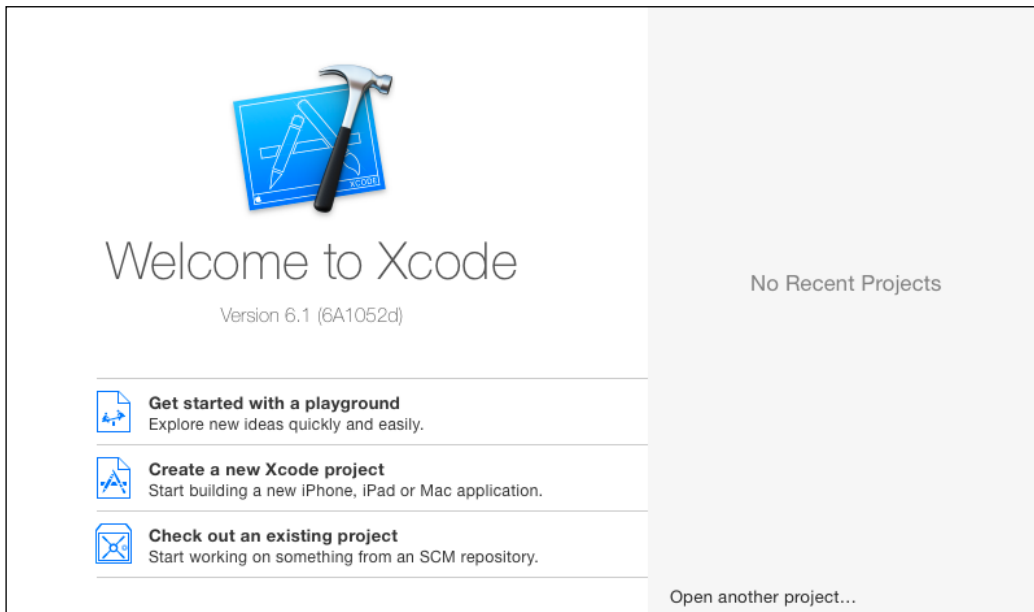 XCODE
Welcome to Xcode
Version 6.1 (6A1052d)
Get started with a playground
Explore new ideas quickly and easily.
Create a new Xcode project
Start building a new iPhone, iPad or Mac application.
Check out an existing project
Start working on something from an SCM repository.
No Recent Projects
Open another project...